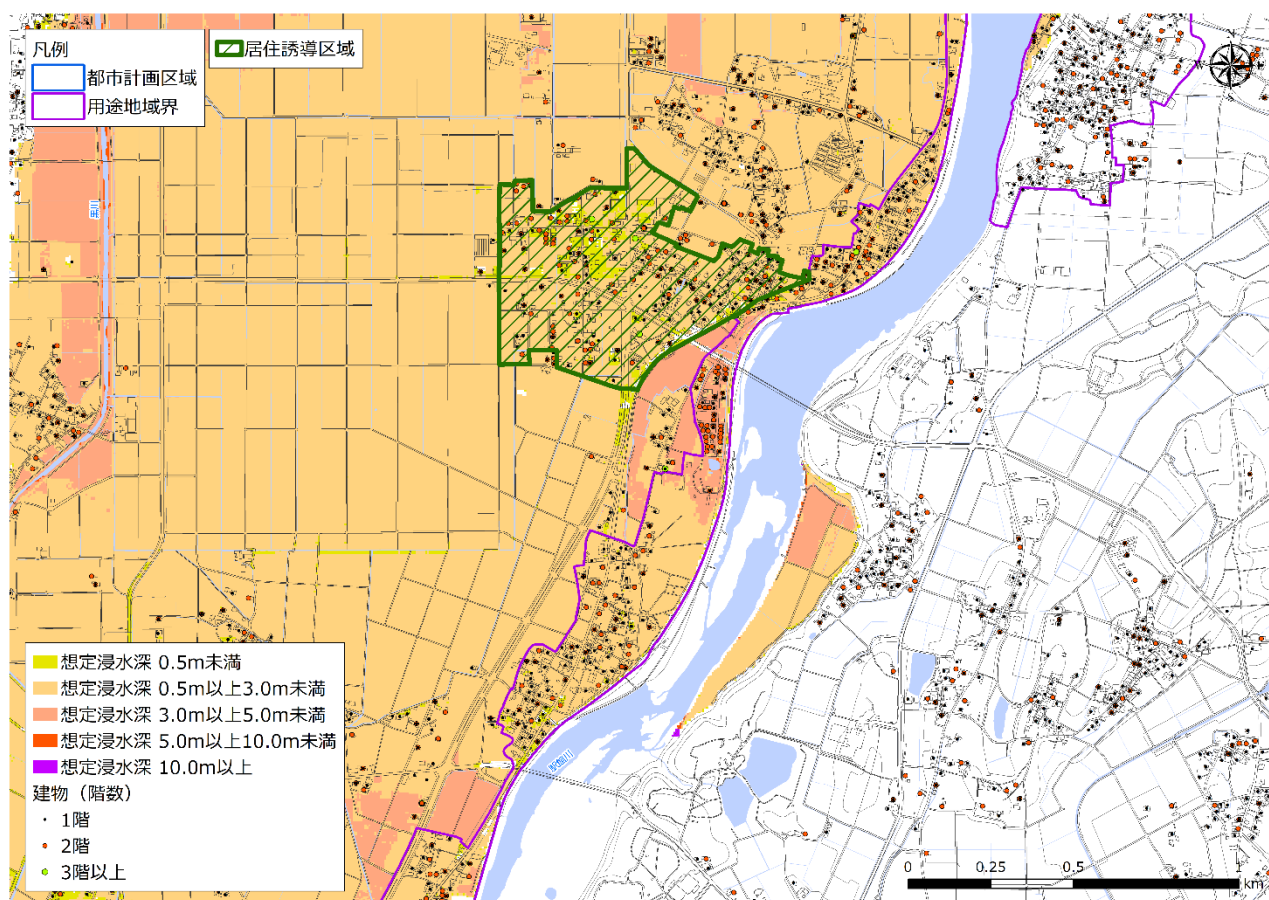 凡例
都市計画区域
用途地域界
居住誘導区域
想定浸水深 0.5m未満
想定浸水深 0.5m以上3.0m未満
想定浸水深 3.0m以上5.0m未満
想定浸水深 5.0m以上10.0m未満
想定浸水深 10.0m以上
建物（階数）
1階
2階
3階以上
0 0.25 0.5 1
km